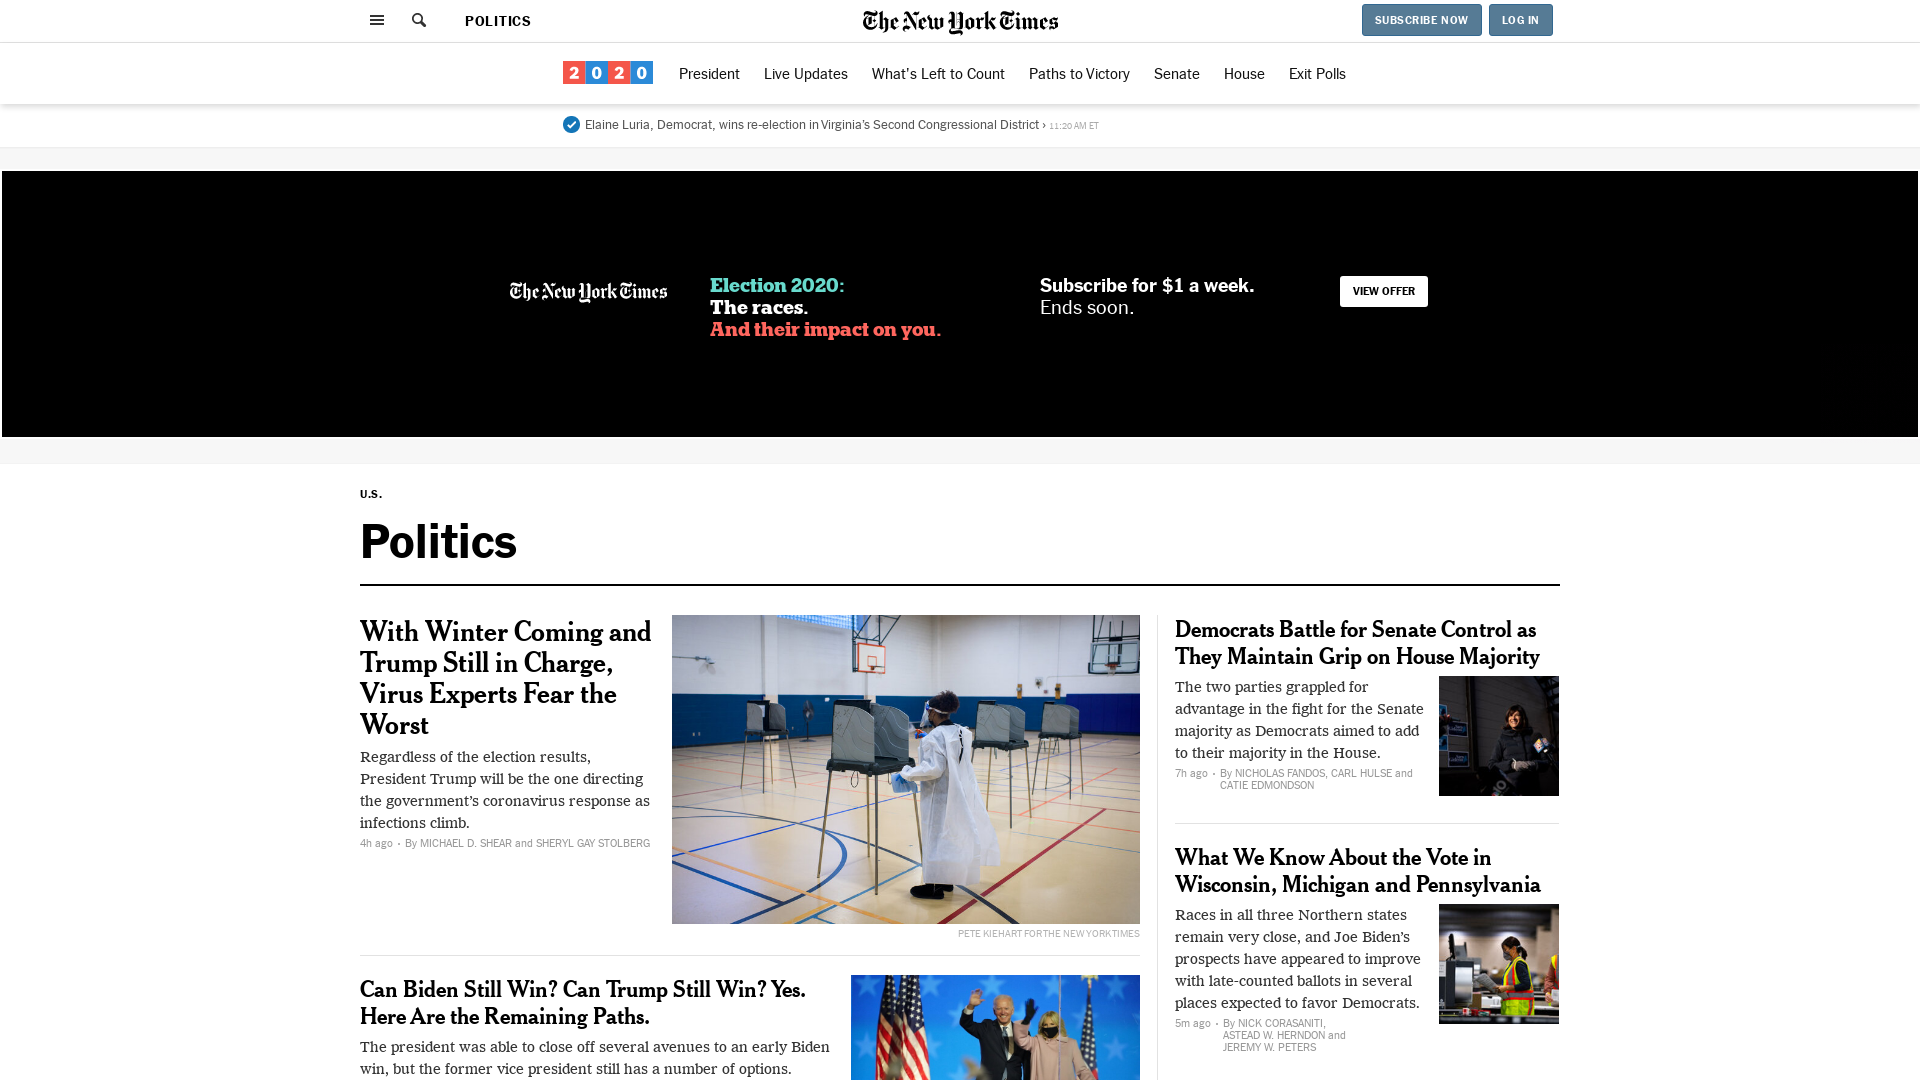 POLITICS
The New York Times
SUBSCRIBE NOW
LOG IN
2020
President
Live Updates
What's Left to Count
Paths to Victory
Senate
House
Exit Polls
Elaine Luria, Democrat, wins re-election in Virginia's Second Congressional District › 11:20 AM ET
The New York Times
Election 2020:
The races.
And their impact on you.
Subscribe for $1 a week.
Ends soon.
VIEW OFFER
U.S.
Politics
With Winter Coming and
Trump Still in Charge,
Virus Experts Fear the
Worst
Regardless of the election results,
President Trump will be the one directing
the government's coronavirus response as
infections climb.
4h ago • By MICHAEL D. SHEAR and SHERYL GAY STOLBERG
PETE KIEHART FOR THE NEW YORK TIMES
Can Biden Still Win? Can Trump Still Win? Yes.
Here Are the Remaining Paths.
The president was able to close off several avenues to an early Biden
win, but the former vice president still has a number of options.
Democrats Battle for Senate Control as
They Maintain Grip on House Majority
The two parties grappled for
advantage in the fight for the Senate
majority as Democrats aimed to add
to their majority in the House.
7h ago • By NICHOLAS FANDOS, CARL HULSE and
CATIE EDMONDSON
What We Know About the Vote in
Wisconsin, Michigan and Pennsylvania
Races in all three Northern states
remain very close, and Joe Biden's
prospects have appeared to improve
with late-counted ballots in several
places expected to favor Democrats.
5m ago • By NICK CORASANITI,
ASTEAD W. HERNDON and
JEREMY W. PETERS